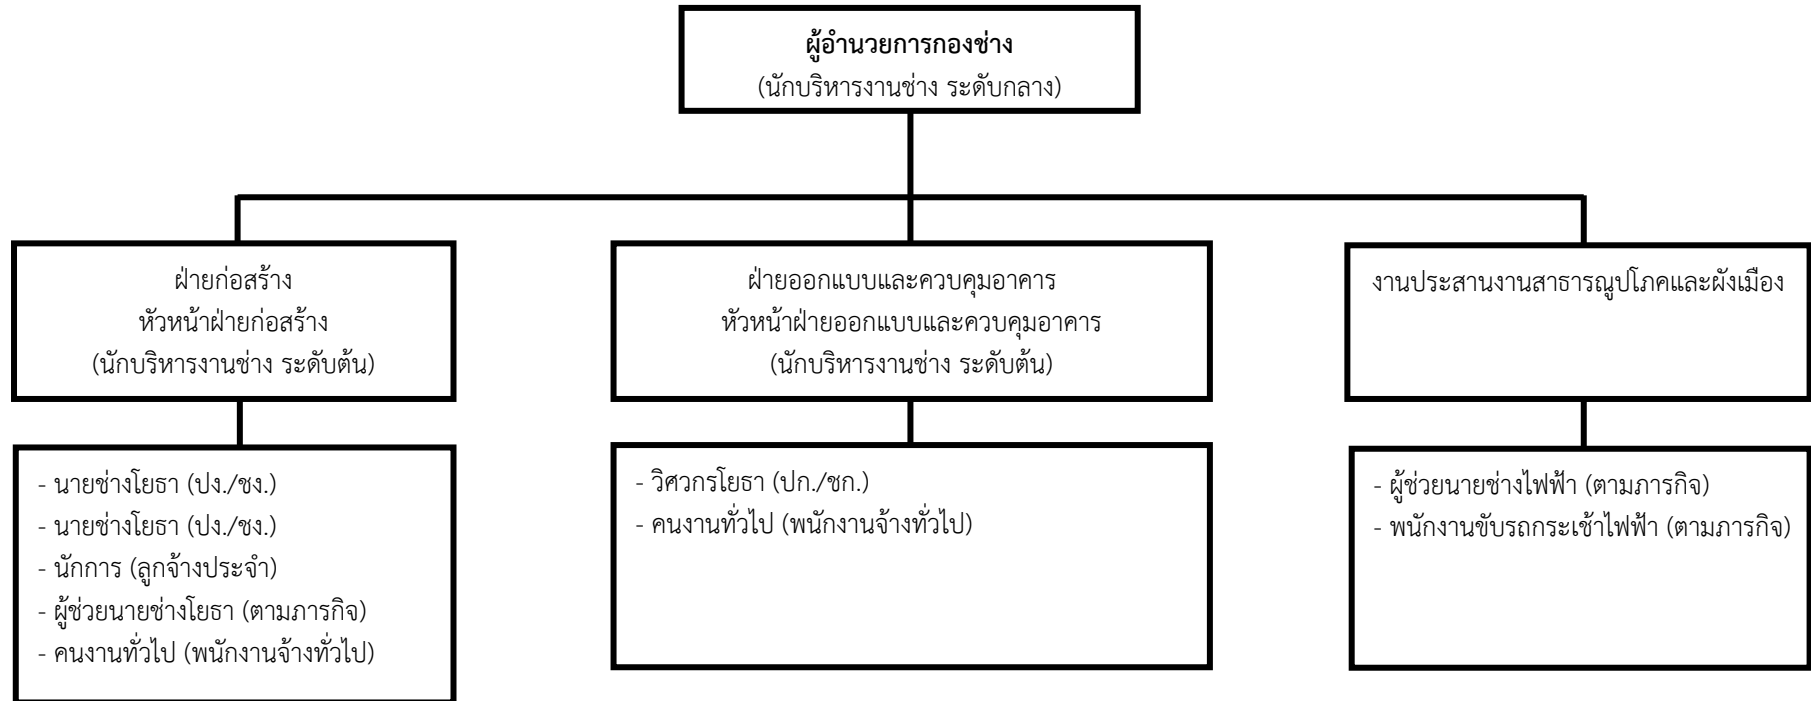 ผู้อำนวยการกองช่าง
(นักบริหารงานช่าง ระดับกลาง)
ฝ่ายก่อสร้าง
หัวหน้าฝ่ายก่อสร้าง
(นักบริหารงานช่าง ระดับต้น)
ฝ่ายออกแบบและควบคุมอาคาร
หัวหน้าฝ่ายออกแบบและควบคุมอาคาร
(นักบริหารงานช่าง ระดับต้น)
งานประสานงานสาธารณูปโภคและผังเมือง
- นายช่างโยธา (ปง./ชง.)
- นายช่างโยธา (ปง./ชง.)
- นักการ (ลูกจ้างประจำ)
- ผู้ช่วยนายช่างโยธา (ตามภารกิจ)
- คนงานทั่วไป (พนักงานจ้างทั่วไป)
- วิศวกรโยธา (ปก./ชก.)
- คนงานทั่วไป (พนักงานจ้างทั่วไป)
- ผู้ช่วยนายช่างไฟฟ้า (ตามภารกิจ)
- พนักงานขับรถกระเช้าไฟฟ้า (ตามภารกิจ)